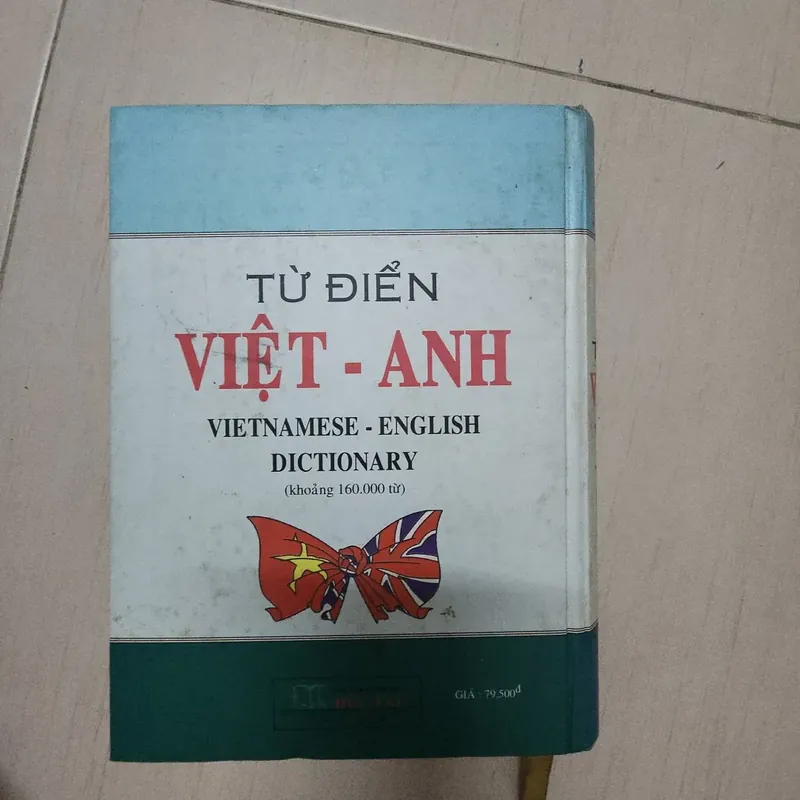 TỪ ĐIỂN
VIỆT - ANH
VIETNAMESE - ENGLISH
DICTIONARY
(khoảng 160.000 từ)
GIÁ : 79.500đ